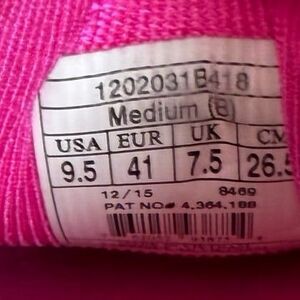 1202031B418
Medium (B)
USA EUR UK CM
9.5 41 7.5 26.5
12/15 8469
PAT NO# 4,364,188